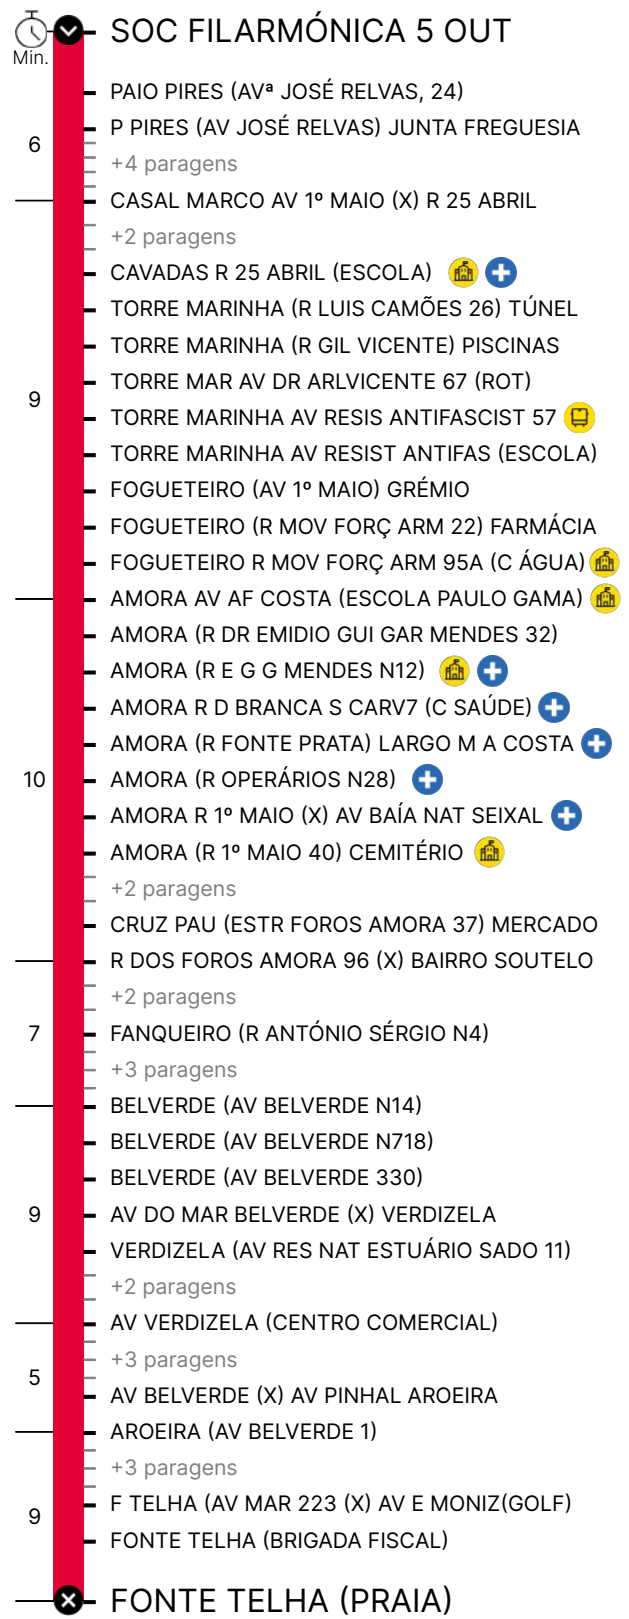 SOC FILARMÓNICA 5 OUT
Min.
PAIO PIRES (AVª JOSÉ RELVAS, 24)
P PIRES (AV JOSÉ RELVAS) JUNTA FREGUESIA
6
+4 paragens
CASAL MARCO AV 1º MAIO (X) R 25 ABRIL
+2 paragens
CAVADAS R 25 ABRIL (ESCOLA)
TORRE MARINHA (R LUIS CAMÕES 26) TÚNEL
TORRE MARINHA (R GIL VICENTE) PISCINAS
TORRE MAR AV DR ARLVICENTE 67 (ROT)
9
TORRE MARINHA AV RESIS ANTIFASCIST 57
TORRE MARINHA AV RESIST ANTIFAS (ESCOLA)
FOGUETEIRO (AV 1º MAIO) GRÉMIO
FOGUETEIRO (R MOV FORÇ ARM 22) FARMÁCIA
FOGUETEIRO R MOV FORÇ ARM 95A (C ÁGUA)
AMORA AV AF COSTA (ESCOLA PAULO GAMA)
AMORA (R DR EMIDIO GUI GAR MENDES 32)
AMORA (R E G G MENDES N12)
AMORA R D BRANCA S CARV7 (C SAÚDE)
AMORA (R FONTE PRATA) LARGO M A COSTA
10
AMORA (R OPERÁRIOS N28)
AMORA R 1º MAIO (X) AV BAÍA NAT SEIXAL
AMORA (R 1º MAIO 40) CEMITÉRIO
+2 paragens
CRUZ PAU (ESTR FOROS AMORA 37) MERCADO
R DOS FOROS AMORA 96 (X) BAIRRO SOUTELO
+2 paragens
7
FANQUEIRO (R ANTÓNIO SÉRGIO N4)
+3 paragens
BELVERDE (AV BELVERDE N14)
BELVERDE (AV BELVERDE N718)
BELVERDE (AV BELVERDE 330)
9
AV DO MAR BELVERDE (X) VERDIZELA
VERDIZELA (AV RES NAT ESTUÁRIO SADO 11)
+2 paragens
AV VERDIZELA (CENTRO COMERCIAL)
+3 paragens
5
AV BELVERDE (X) AV PINHAL AROEIRA
AROEIRA (AV BELVERDE 1)
+3 paragens
F TELHA (AV MAR 223 (X) AV E MONIZ(GOLF)
9
FONTE TELHA (BRIGADA FISCAL)
FONTE TELHA (PRAIA)